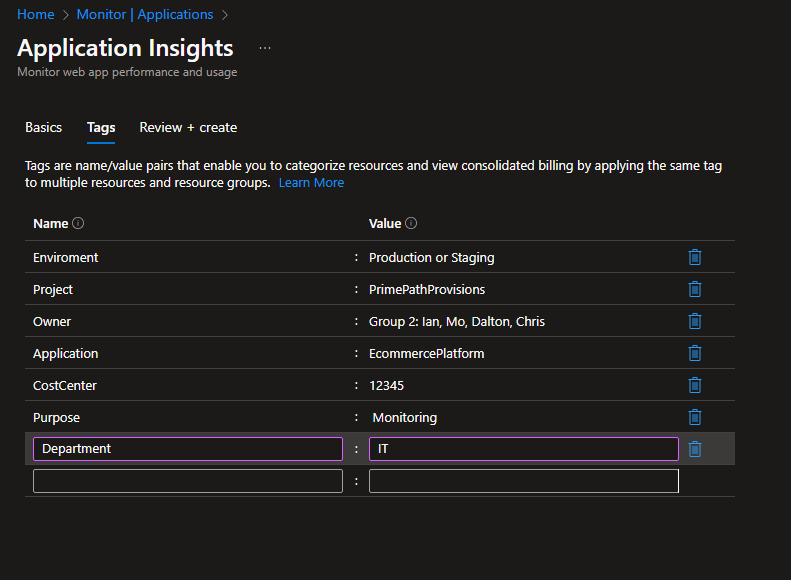 Home > Monitor | Applications >
Application Insights ...
Monitor web app performance and usage
Basics Tags Review + create
Tags are name/value pairs that enable you to categorize resources and view consolidated billing by applying the same tag
to multiple resources and resource groups. Learn More
Name Value
Enviroment : Production or Staging
Project : PrimePathProvisions
Owner : Group 2: Ian, Mo, Dalton, Chris
Application : EcommercePlatform
CostCenter : 12345
Purpose : Monitoring
Department : IT
: